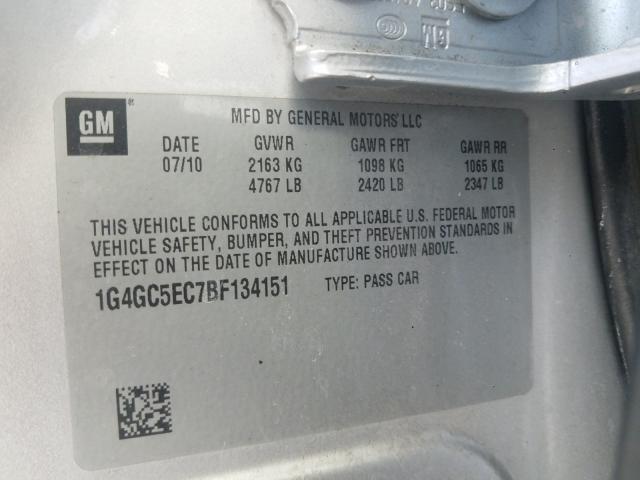 GM
GM®
MFD BY GENERAL MOTORS LLC
DATE GVWR GAWR FRT GAWR RR
07/10 2163 KG 1098 KG 1065 KG
4767 LB 2420 LB 2347 LB
THIS VEHICLE CONFORMS TO ALL APPLICABLE U.S. FEDERAL MOTOR
VEHICLE SAFETY, BUMPER, AND THEFT PREVENTION STANDARDS IN
EFFECT ON THE DATE OF MANUFACTURE SHOWN ABOVE.
1G4GC5EC7BF134151 TYPE: PASS CAR